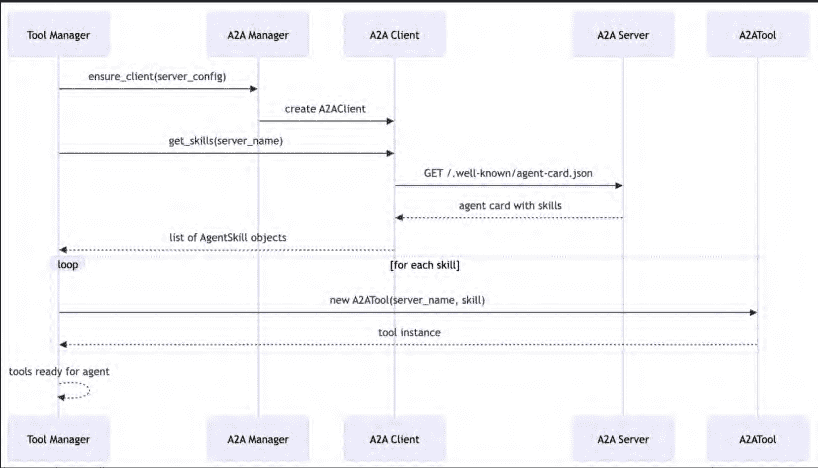 Tool Manager A2A Manager A2A Client A2A Server A2ATool
ensure_client(server_config)
create A2AClient
get_skills(server_name)
GET /.well-known/agent-card.json
agent card with skills
list of AgentSkill objects
loop [for each skill]
new A2ATool(server_name, skill)
tool instance
tools ready for agent
Tool Manager A2A Manager A2A Client A2A Server A2ATool